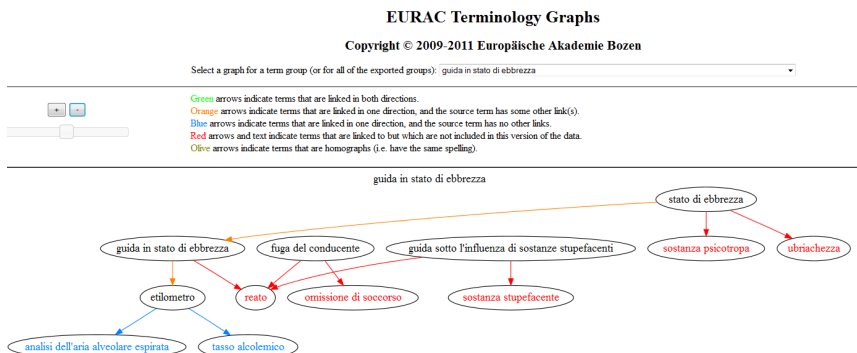 EURAC Terminology Graphs
Copyright © 2009-2011 Europäische Akademie Bozen
Select a graph for a term group (or for all of the exported groups): guida in stato di ebbrezza
+ -
Green arrows indicate terms that are linked in both directions.
Orange arrows indicate terms that are linked in one direction, and the source term has some other link(s).
Blue arrows indicate terms that are linked in one direction, and the source term has no other links.
Red arrows and text indicate terms that are linked to but which are not included in this version of the data.
Olive arrows indicate terms that are homographs (i.e. have the same spelling).
guida in stato di ebbrezza
stato di ebbrezza
guida in stato di ebbrezza
fuga del conducente
guida sotto l'influenza di sostanze stupefacenti
sostanza psicotropa
ubriachezza
etilometro
reato
omissione di soccorso
sostanza stupefacente
analisi dell'aria alveolare espirata
tasso alcolemico